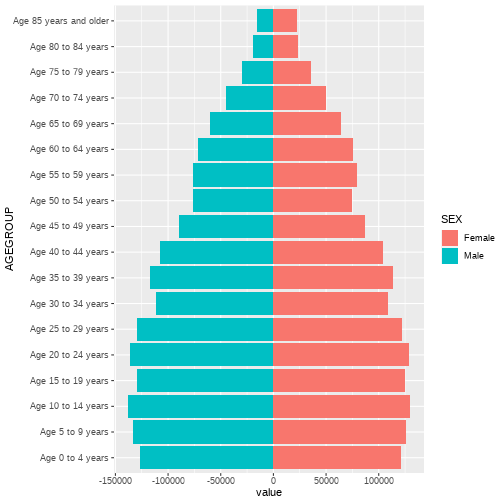 Age 85 years and older
Age 80 to 84 years
Age 75 to 79 years
Age 70 to 74 years
Age 65 to 69 years
Age 60 to 64 years
Age 55 to 59 years
Age 50 to 54 years
Age 45 to 49 years
Age 40 to 44 years
Age 35 to 39 years
Age 30 to 34 years
Age 25 to 29 years
Age 20 to 24 years
Age 15 to 19 years
Age 10 to 14 years
Age 5 to 9 years
Age 0 to 4 years
AGEGROUP
-150000 -100000 -50000 0 50000 100000
value
SEX
Female
Male